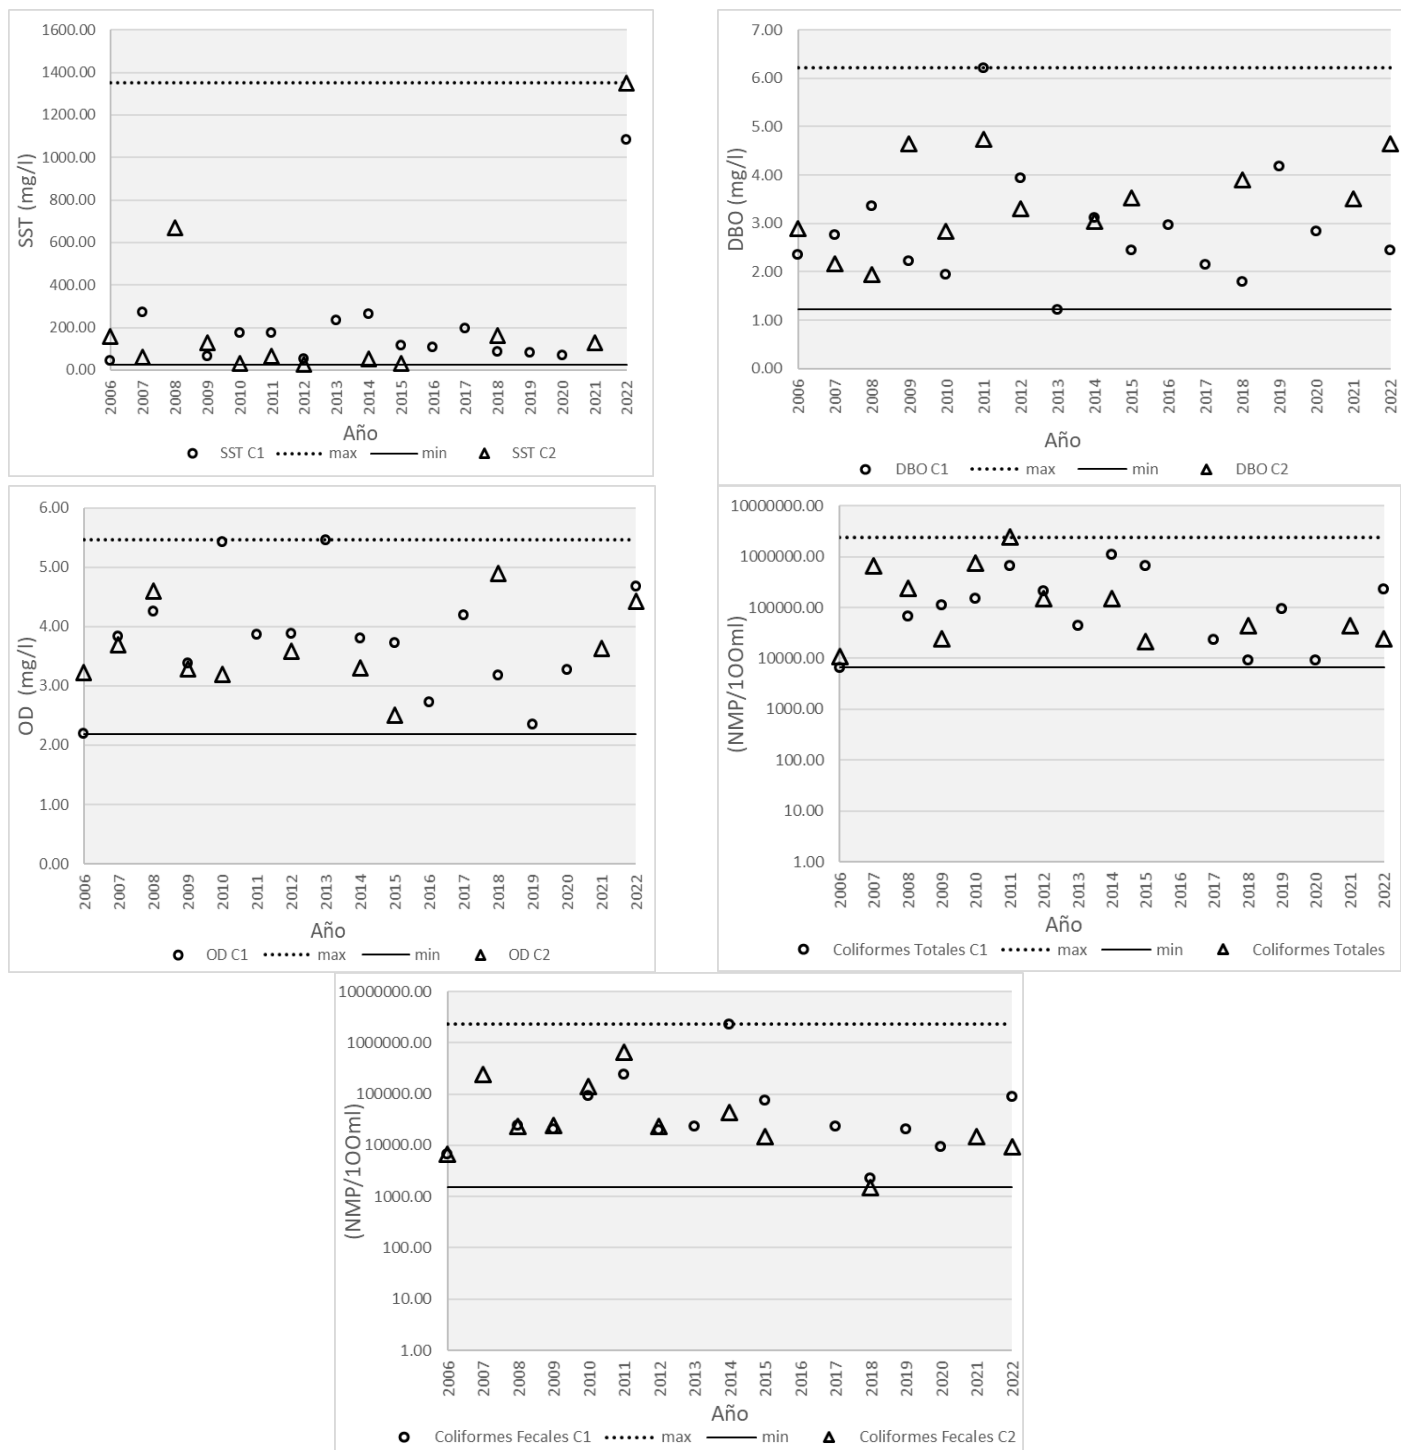 1600.00
1400.00
1200.00
1000.00
800.00
600.00
400.00
200.00
0.00
SST (mg/l)
2006 2007 2008 2009 2010 2011 2012 2013 2014 2015 2016 2017 2018 2019 2020 2021 2022
Año
SST C1 max min SST C2
7.00
6.00
5.00
4.00
3.00
2.00
1.00
0.00
DBO (mg/l)
2006 2007 2008 2009 2010 2011 2012 2013 2014 2015 2016 2017 2018 2019 2020 2021 2022
Año
DBO C1 max min DBO C2
6.00
5.00
4.00
3.00
2.00
1.00
0.00
OD (mg/l)
2006 2007 2008 2009 2010 2011 2012 2013 2014 2015 2016 2017 2018 2019 2020 2021 2022
Año
OD C1 max min OD C2
10000000.00
1000000.00
100000.00
10000.00
1000.00
100.00
10.00
1.00
(NMP/1OOml)
2006 2007 2008 2009 2010 2011 2012 2013 2014 2015 2016 2017 2018 2019 2020 2021 2022
Año
Coliformes Totales C1 max min Coliformes Totales
10000000.00
1000000.00
100000.00
10000.00
1000.00
100.00
10.00
1.00
(NMP/1OOml)
2006 2007 2008 2009 2010 2011 2012 2013 2014 2015 2016 2017 2018 2019 2020 2021 2022
Año
Coliformes Fecales C1 max min Coliformes Fecales C2